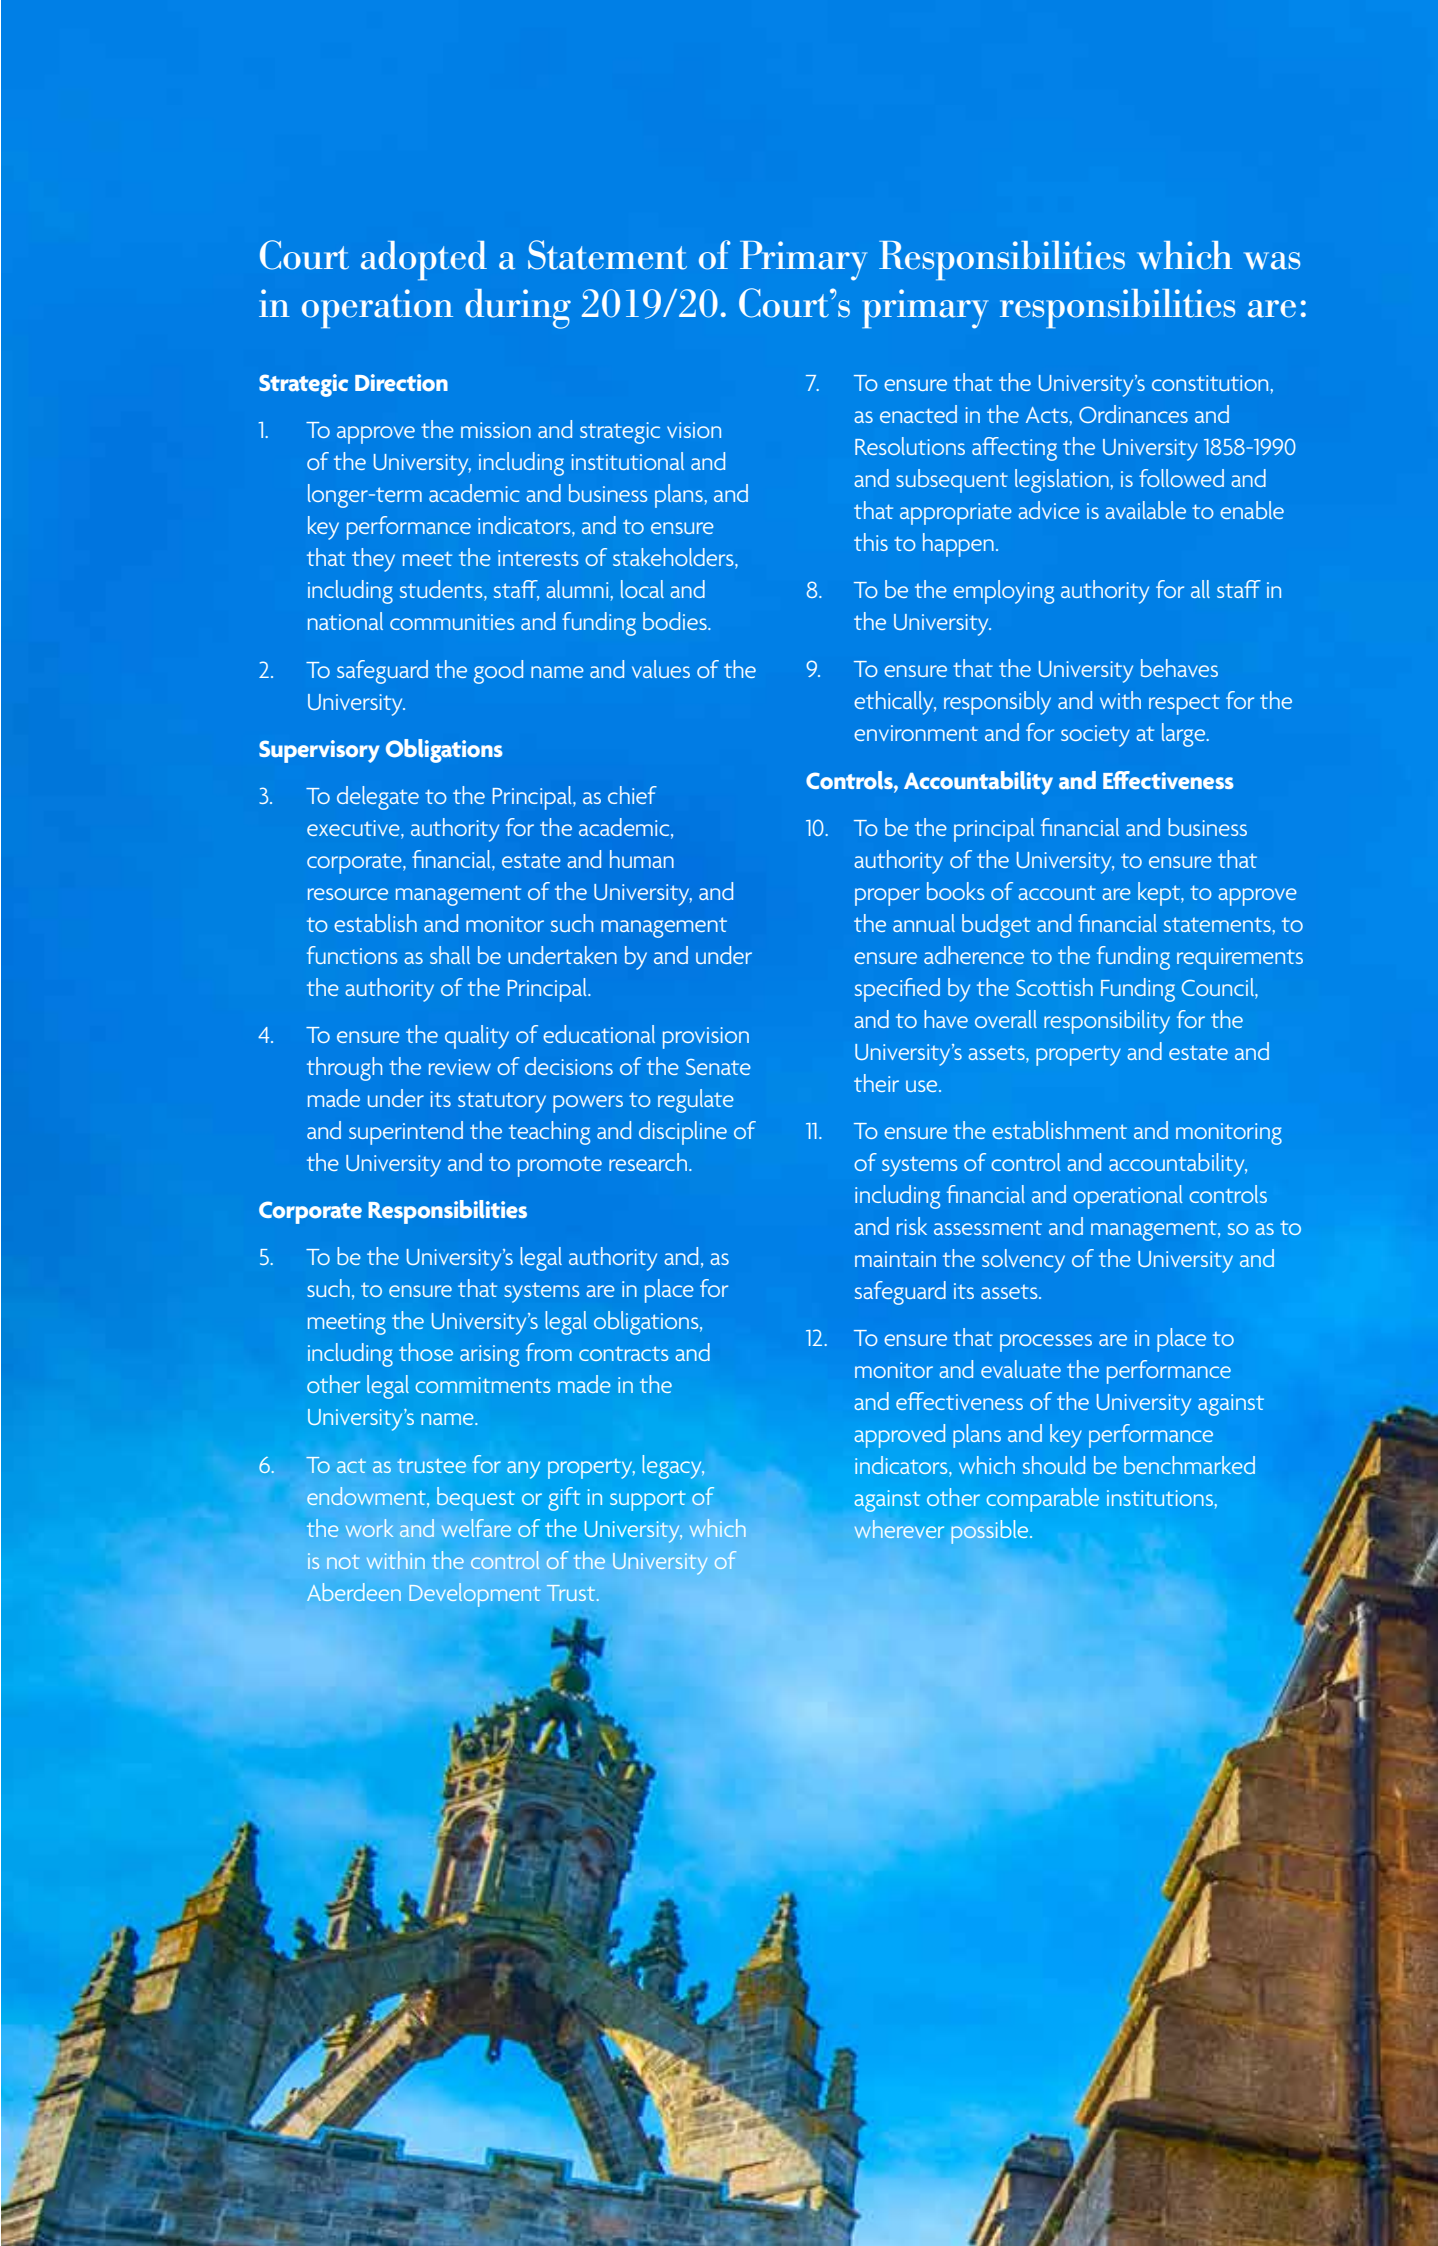 Court adopted a Statement of Primary Responsibilities which was
in operation during 2019/20. Court’s primary responsibilities are:
Strategic Direction
1. To approve the mission and strategic vision
of the University, including institutional and
longer-term academic and business plans, and
key performance indicators, and to ensure
that they meet the interests of stakeholders,
including students, staff, alumni, local and
national communities and funding bodies.
2. To safeguard the good name and values of the
University.
Supervisory Obligations
3. To delegate to the Principal, as chief
executive, authority for the academic,
corporate, financial, estate and human
resource management of the University, and
to establish and monitor such management
functions as shall be undertaken by and under
the authority of the Principal.
4. To ensure the quality of educational provision
through the review of decisions of the Senate
made under its statutory powers to regulate
and superintend the teaching and discipline of
the University and to promote research.
Corporate Responsibilities
5. To be the University’s legal authority and, as
such, to ensure that systems are in place for
meeting the University’s legal obligations,
including those arising from contracts and
other legal commitments made in the
University’s name.
6. To act as trustee for any property, legacy,
endowment, bequest or gift in support of
the work and welfare of the University, which
is not within the control of the University of
Aberdeen Development Trust.
7. To ensure that the University’s constitution,
as enacted in the Acts, Ordinances and
Resolutions affecting the University 1858-1990
and subsequent legislation, is followed and
that appropriate advice is available to enable
this to happen.
8. To be the employing authority for all staff in
the University.
9. To ensure that the University behaves
ethically, responsibly and with respect for the
environment and for society at large.
Controls, Accountability and Effectiveness
10. To be the principal financial and business
authority of the University, to ensure that
proper books of account are kept, to approve
the annual budget and financial statements, to
ensure adherence to the funding requirements
specified by the Scottish Funding Council,
and to have overall responsibility for the
University’s assets, property and estate and
their use.
11. To ensure the establishment and monitoring
of systems of control and accountability,
including financial and operational controls
and risk assessment and management, so as to
maintain the solvency of the University and
safeguard its assets.
12. To ensure that processes are in place to
monitor and evaluate the performance
and effectiveness of the University against
approved plans and key performance
indicators, which should be benchmarked
against other comparable institutions,
wherever possible.